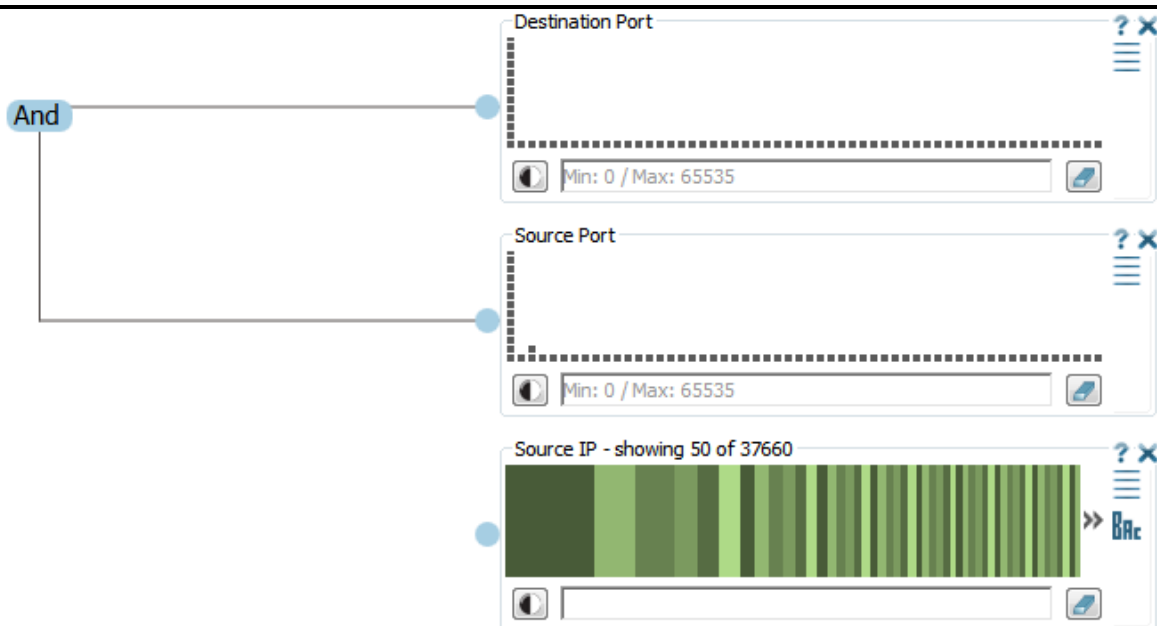 Destination Port
?
And
Min: 0 / Max: 65535
Source Port
?
Min: 0 / Max: 65535
Source IP - showing 50 of 37660
?
»
BAc